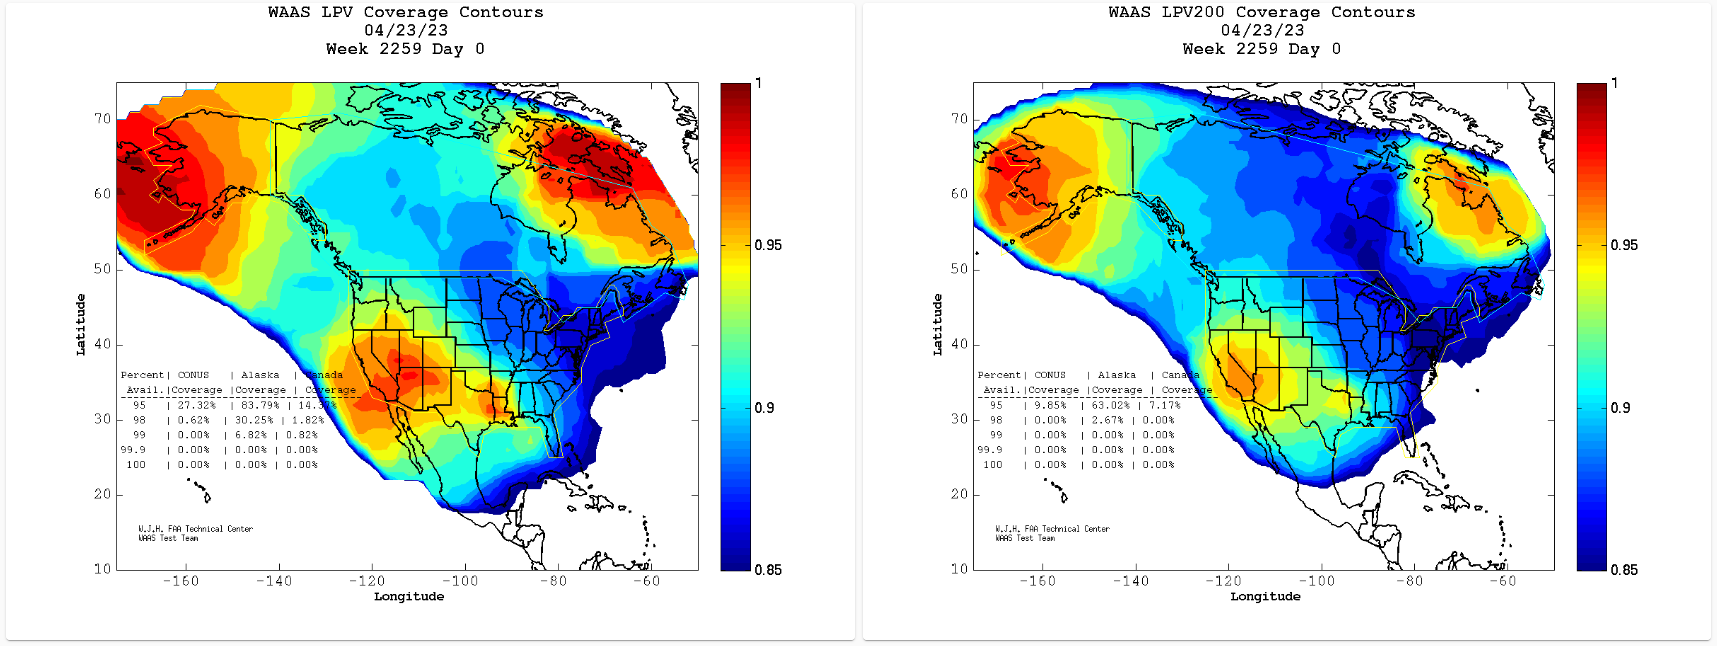 WAAS LPV Coverage Contours
04/23/23
Week 2259 Day 0
1
0.95
0.9
0.85
70
60
50
40
30
20
10
Latitude
-160
-140
-120
-100
-80
-60
Longitude
Percent| CONUS | Alaska | Canada
Avail.|Coverage |Coverage | Coverage
95 | 27.32% | 83.79% | 14.3
98 | 0.62% | 30.25% | 1.82%
99 | 0.00% | 6.82% | 0.82%
99.9 | 0.00% | 0.00% | 0.00%
100 | 0.00% | 0.00% | 0.00%
W.J.H. FAA Technical Center
WAAS Test Team
WAAS LPV200 Coverage Contours
04/23/23
Week 2259 Day 0
1
0.95
0.9
0.85
70
60
50
40
30
20
10
Latitude
-160
-140
-120
-100
-80
-60
Longitude
Percent| CONUS | Alaska | Canada
Avail.|Coverage |Coverage | Coverage
95 | 9.85% | 63.02% | 7.17%
98 | 0.00% | 2.67% | 0.00%
99 | 0.00% | 0.00% | 0.00%
99.9 | 0.00% | 0.00% | 0.00%
100 | 0.00% | 0.00% | 0.00%
W.J.H. FAA Technical Center
WAAS Test Team